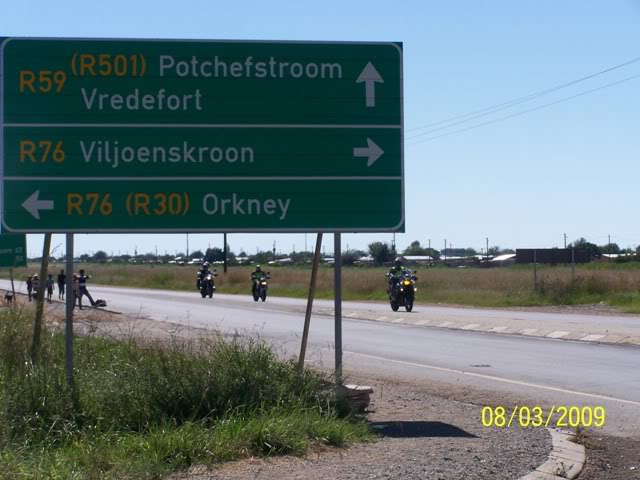 R59 (R501) Potchefstroom
Vredefort
R76 Viljoenskroon
R76 (R30) Orkney
08/03/2009